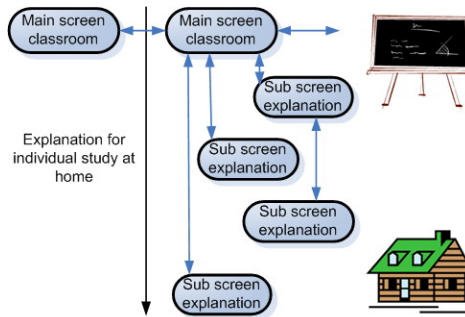 Main screen
classroom
Main screen
classroom
Sub screen
explanation
Explanation for
individual study at
home
Sub screen
explanation
Sub screen
explanation
Sub screen
explanation